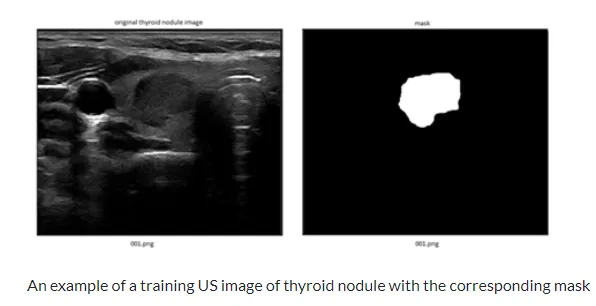 original thyroid nodule image
mask
001.png
001.png
An example of a training US image of thyroid nodule with the corresponding mask